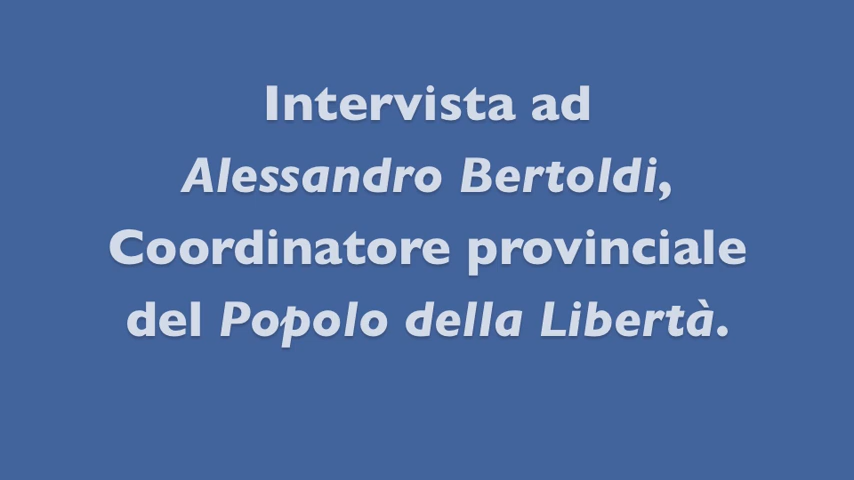 Intervista ad
Alessandro Bertoldi,
Coordinatore provinciale
del Popolo della Libertà.